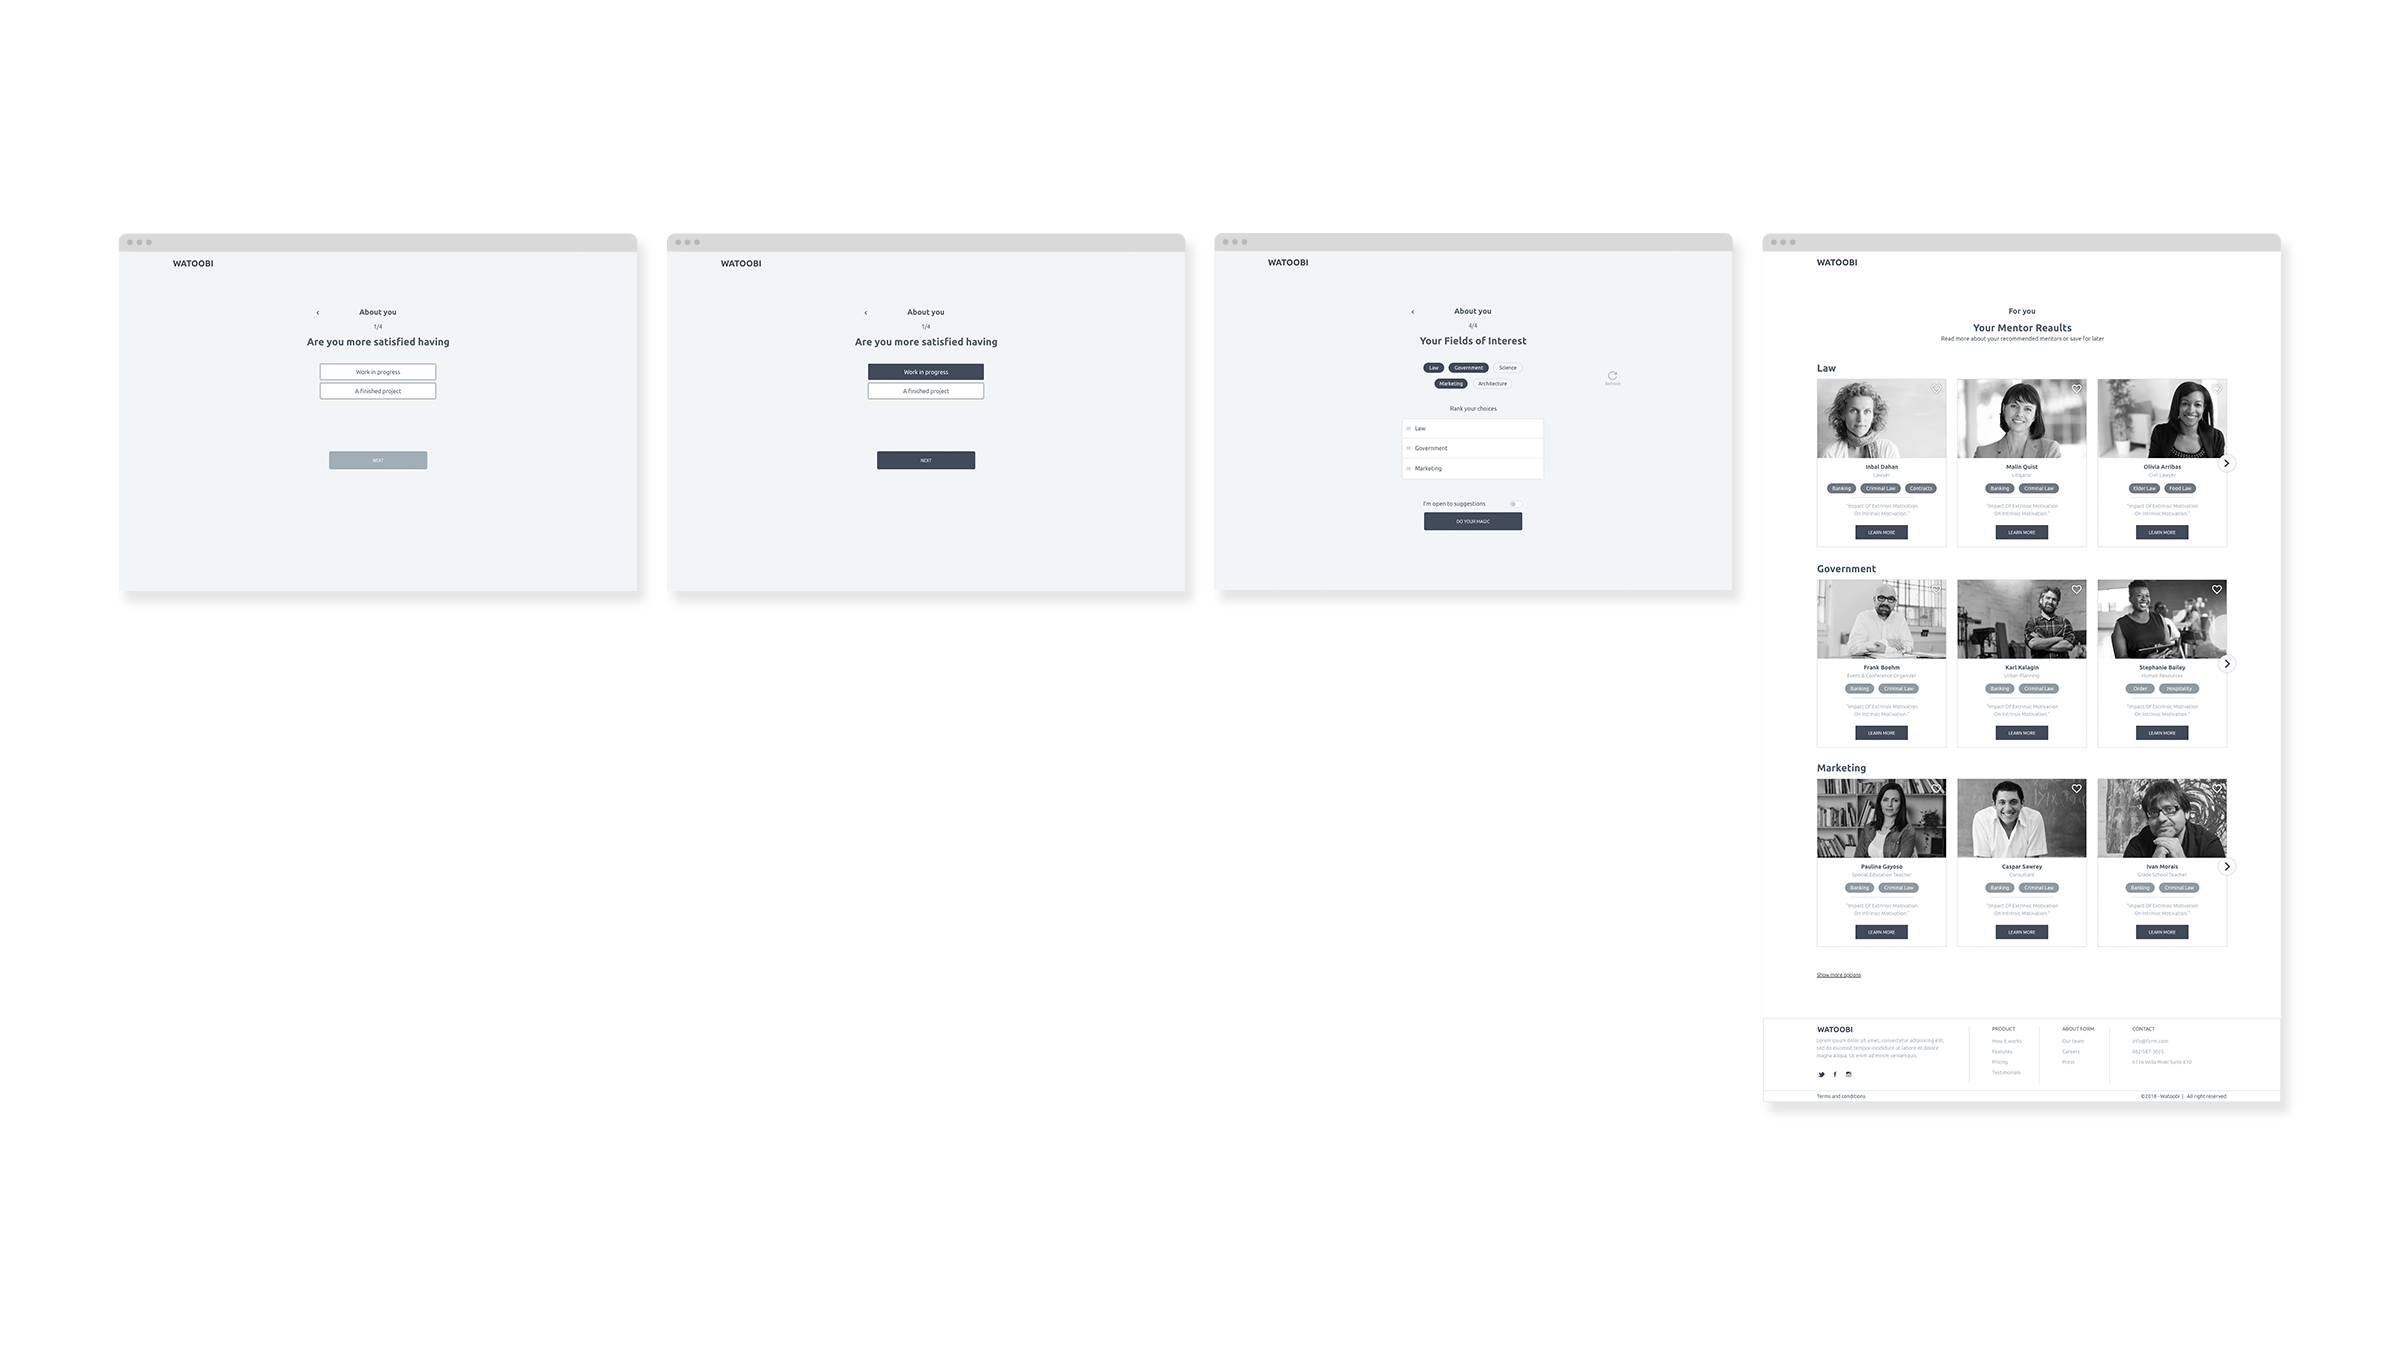 WATOOBI
About you
1/4
Are you more satisfied having
Work in progress
A finished project
NEXT
WATOOBI
About you
1/4
Are you more satisfied having
Work in progress
A finished project
NEXT
WATOOBI
About you
4/4
Your Fields of Interest
Law Government Science
Marketing Architecture
Refresh
Rank your choices
Law
Government
Marketing
I'm open to suggestions
DO YOUR MAGIC
WATOOBI
For you
Your Mentor Reaults
Read more about your recommended mentors or save for later
Law
Inbal Dahan
Lawyer
Banking Criminal Law Contracts
"Impact Of Extrinsic Motivation
On Intrinsic Motivation."
LEARN MORE
Malin Quist
Litigator
Banking Criminal Law
"Impact Of Extrinsic Motivation
On Intrinsic Motivation."
LEARN MORE
Olivia Arribas
Civil Lawyer
Elder Law Food Law
"Impact Of Extrinsic Motivation
On Intrinsic Motivation."
LEARN MORE
Government
Frank Boehm
Event & Conference Organizer
Banking Criminal Law
"Impact Of Extrinsic Motivation
On Intrinsic Motivation."
LEARN MORE
Karl Kalagin
Urban Planning
Banking Criminal Law
"Impact Of Extrinsic Motivation
On Intrinsic Motivation."
LEARN MORE
Stephanie Bailey
Human Resources
Order Hospitality
"Impact Of Extrinsic Motivation
On Intrinsic Motivation."
LEARN MORE
Marketing
Paulina Gayoso
Special Education Teacher
Banking Criminal Law
"Impact Of Extrinsic Motivation
On Intrinsic Motivation."
LEARN MORE
Caspar Sawrey
Consultant
Banking Criminal Law
"Impact Of Extrinsic Motivation
On Intrinsic Motivation."
LEARN MORE
Ivan Morais
Grade School Teacher
Banking Criminal Law
"Impact Of Extrinsic Motivation
On Intrinsic Motivation."
LEARN MORE
Show more options
WATOOBI
Lorem ipsum dolor sit amet, consectetur adipiscing elit,
sed do eiusmod tempor incididunt ut labore et dolore
magna aliqua. Ut enim ad minim veniamquis.
PRODUCT
How it works
Features
Pricing
Testimonials
ABOUT FORM
Our team
Careers
Press
CONTACT
info@form.com
882-587-3025
6116 Willa River Suite 610
Terms and conditions
©2018 - Watoobi | All right reserved